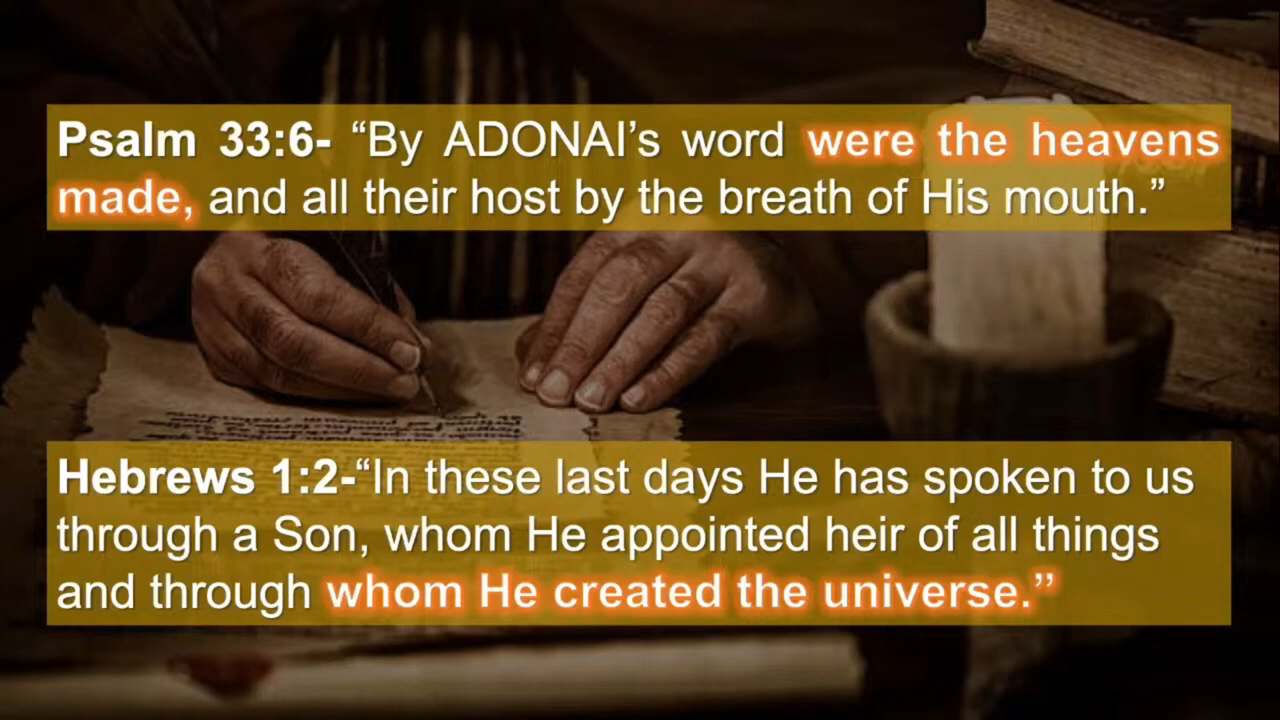 Psalm 33:6- “By ADONAI’s word were the heavens
made, and all their host by the breath of His mouth.”
Hebrews 1:2-“In these last days He has spoken to us
through a Son, whom He appointed heir of all things
and through whom He created the universe.”